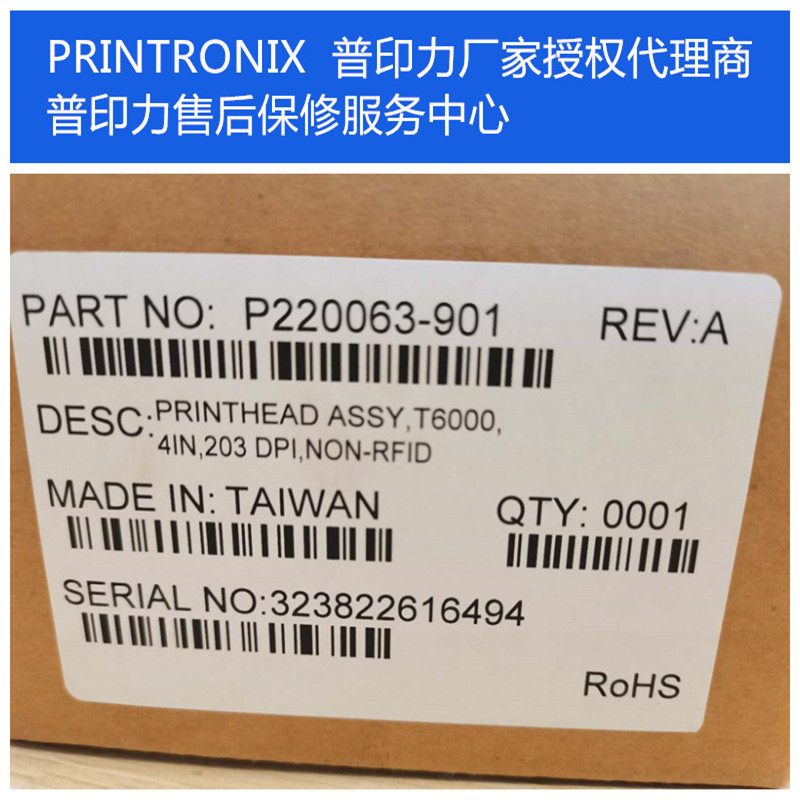 PRINTRONIX 普印力厂家授权代理商
普印力售后保修服务中心
PART NO: P220063-901 REV:A
DESC: PRINTHEAD ASSY,T6000,
4IN,203 DPI,NON-RFID
MADE IN: TAIWAN QTY: 0001
SERIAL NO:323822616494
RoHS